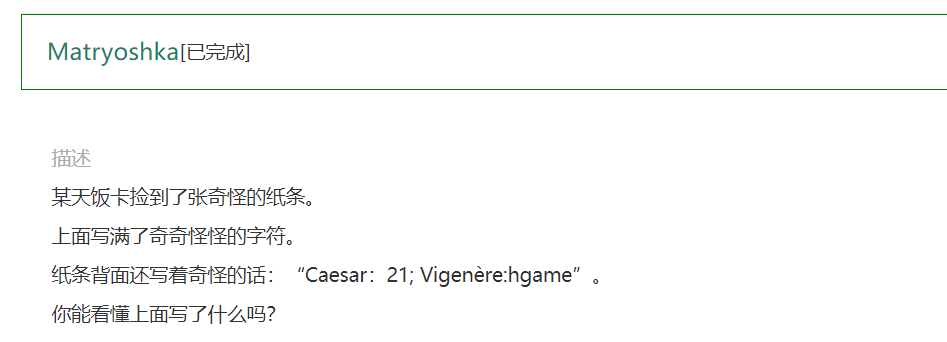 Matryoshka[已完成]
描述
某天饭卡捡到了张奇怪的纸条。
上面写满了奇奇怪怪的字符。
纸条背面还写着奇怪的话：“Caesar：21; Vigenère:hgame”。
你能看懂上面写了什么吗?